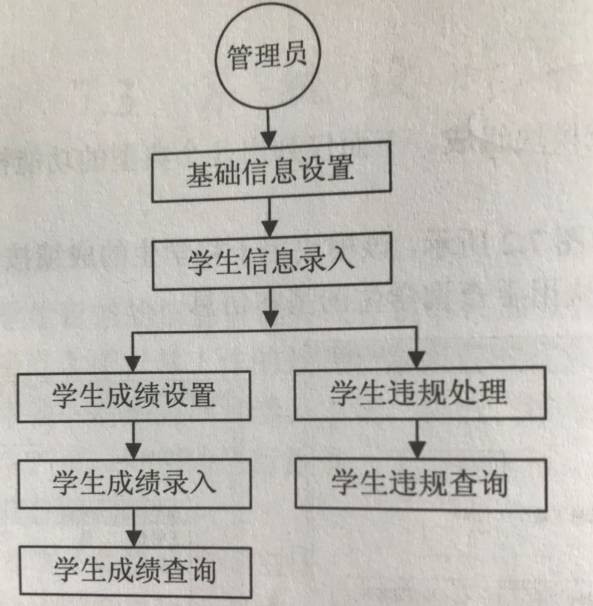 管理员
基础信息设置
学生信息录入
学生成绩设置
学生违规处理
学生成绩录入
学生违规查询
学生成绩查询